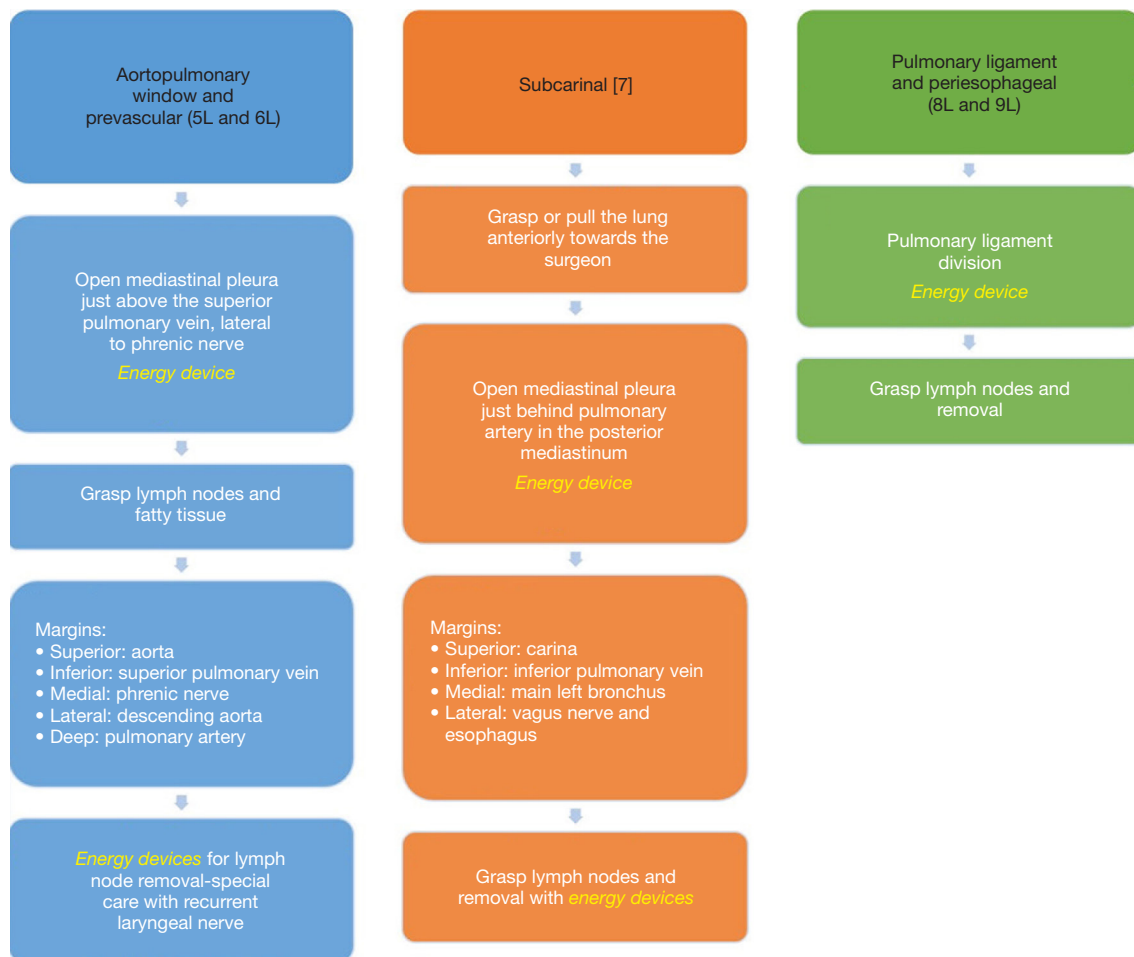 Aortopulmonary
window and
prevascular (5L and 6L)
Open mediastinal pleura
just above the superior
pulmonary vein, lateral
to phrenic nerve
Energy device
Grasp lymph nodes and
fatty tissue
Margins:
• Superior: aorta
• Inferior: superior pulmonary vein
• Medial: phrenic nerve
• Lateral: descending aorta
• Deep: pulmonary artery
Energy devices for lymph
node removal-special
care with recurrent
laryngeal nerve
Subcarinal [7]
Grasp or pull the lung
anteriorly towards the
surgeon
Open mediastinal pleura
just behind pulmonary
artery in the posterior
mediastinum
Energy device
Margins:
• Superior: carina
• Inferior: inferior pulmonary vein
• Medial: main left bronchus
• Lateral: vagus nerve and
esophagus
Grasp lymph nodes and
removal with energy devices
Pulmonary ligament
and periesophageal
(8L and 9L)
Pulmonary ligament
division
Energy device
Grasp lymph nodes and
removal